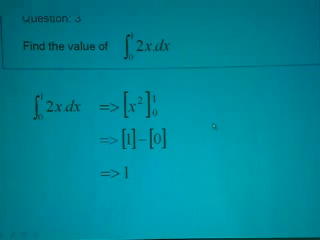 Question: 3
Find the value of ∫₀¹ 2x.dx
∫₀¹ 2x.dx => [x²]₀¹
=> [1]−[0]
=> 1